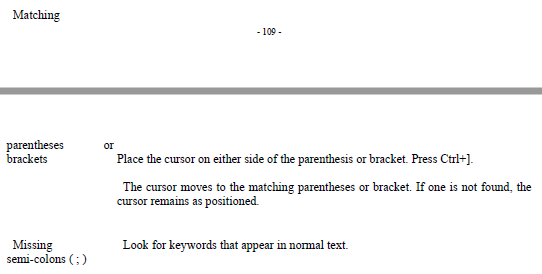 Matching
- 109 -
parentheses or
brackets Place the cursor on either side of the parenthesis or bracket. Press Ctrl+].
The cursor moves to the matching parentheses or bracket. If one is not found, the
cursor remains as positioned.
Missing Look for keywords that appear in normal text.
semi-colons ( ; )